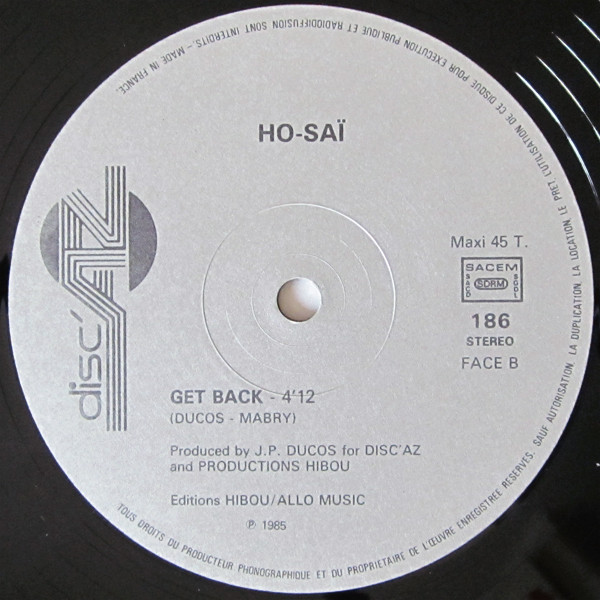 HO-SAÏ
disc'AZ
Maxi 45 T.
SACEM
SACD
SDRM
SGDL
186
STEREO
FACE B
GET BACK - 4'12
(DUCOS - MABRY)
Produced by J.P. DUCOS for DISC'AZ
and PRODUCTIONS HIBOU
Editions HIBOU/ALLO MUSIC
℗ 1985
TOUS DROITS DU PRODUCTEUR PHONOGRAPHIQUE ET DU PROPRIETAIRE DE L'ŒUVRE ENREGISTREE RESERVES. SAUF AUTORISATION, LA DUPLICATION, LA LOCATION, LE PRET, L'UTILISATION DE CE DISQUE POUR EXECUTION PUBLIQUE ET RADIODIFFUSION SONT INTERDITS. - MADE IN FRANCE.